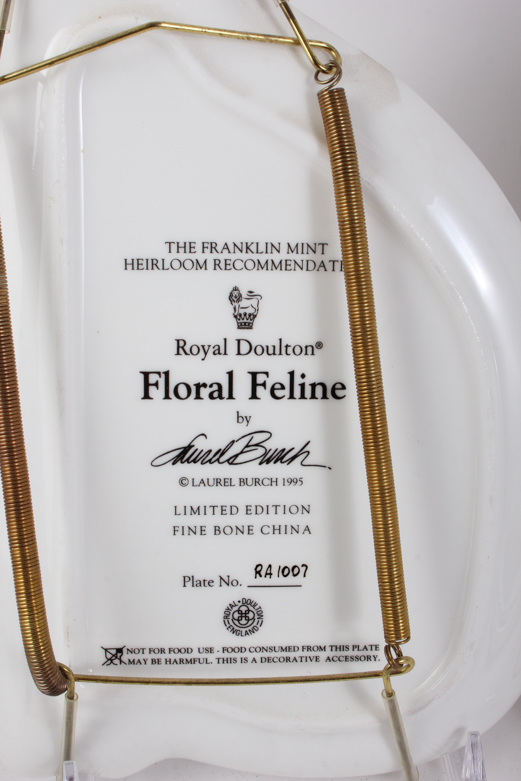 THE FRANKLIN MINT
HEIRLOOM RECOMMENDAT
Royal Doulton®
Floral Feline
by
Laurel Burch
© LAUREL BURCH 1995
LIMITED EDITION
FINE BONE CHINA
Plate No. RA1007
ROYAL • DOULTON
ENGLAND
NOT FOR FOOD USE - FOOD CONSUMED FROM THIS PLATE
MAY BE HARMFUL. THIS IS A DECORATIVE ACCESSORY.